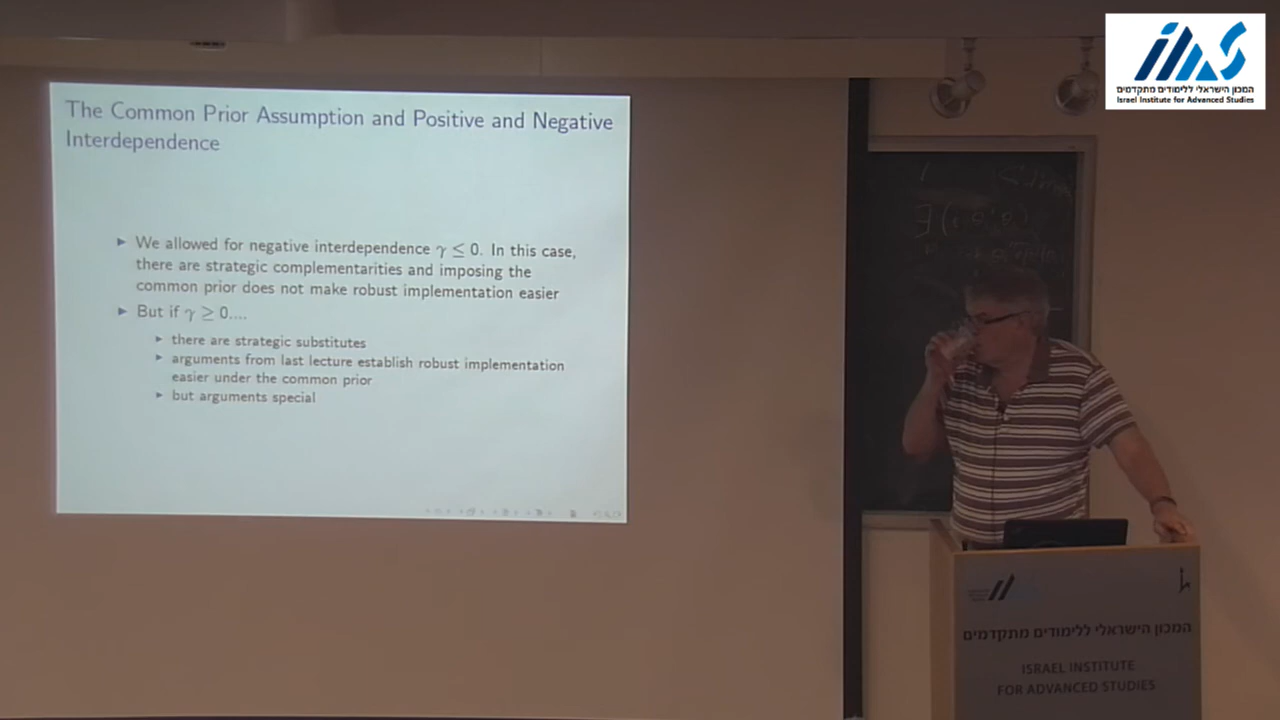 המכון הישראלי ללימודים מתקדמים
Israel Institute for Advanced Studies
The Common Prior Assumption and Positive and Negative
Interdependence
▶ We allowed for negative interdependence γ ≤ 0. In this case,
there are strategic complementarities and imposing the
common prior does not make robust implementation easier
▶ But if γ ≥ 0....
▶ there are strategic substitutes
▶ arguments from last lecture establish robust implementation
easier under the common prior
▶ but arguments special
המכון הישראלי ללימודים מתקדמים
ISRAEL INSTITUTE
FOR ADVANCED STUDIES